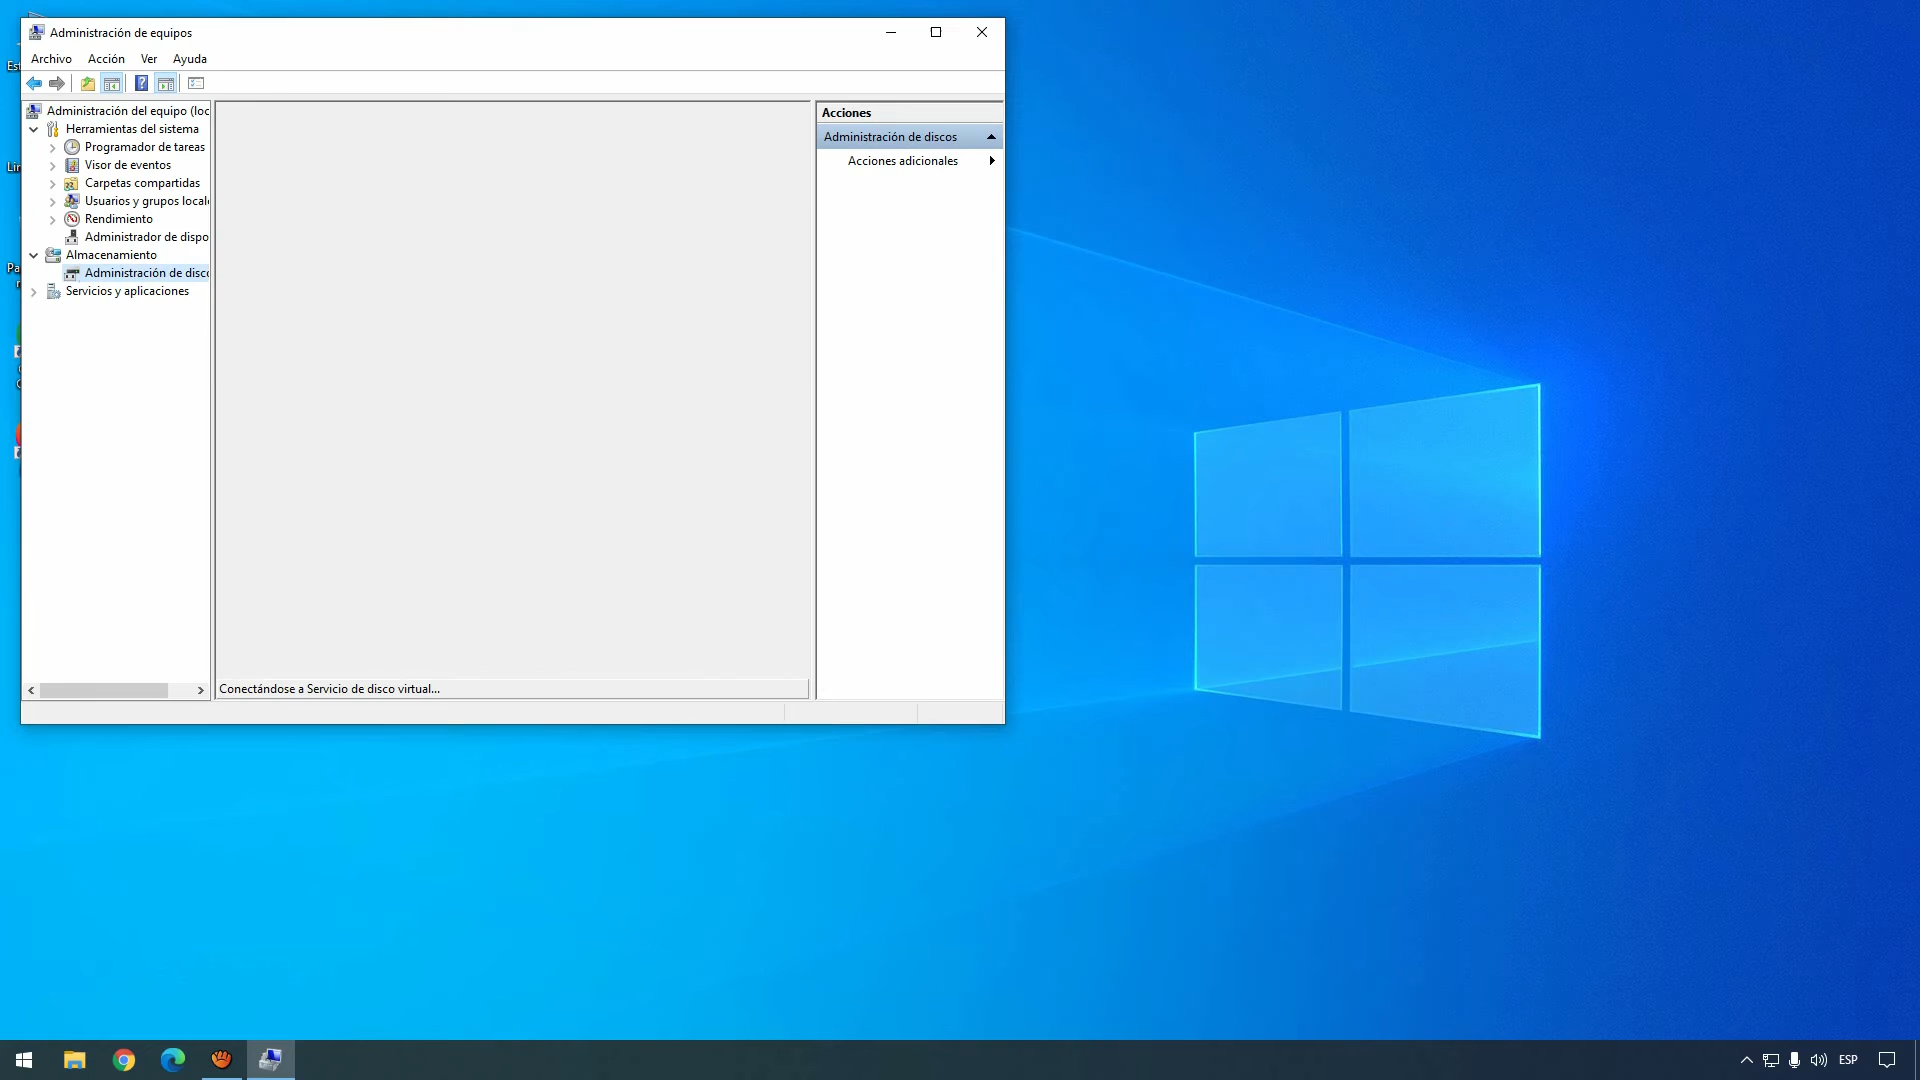 Administración de equipos
Archivo Acción Ver Ayuda
Administración del equipo (loc
Herramientas del sistema
Programador de tareas
Visor de eventos
Carpetas compartidas
Usuarios y grupos local
Rendimiento
Administrador de dispo
Almacenamiento
Administración de disco
Servicios y aplicaciones
Conectándose a Servicio de disco virtual...
Acciones
Administración de discos
Acciones adicionales
ESP